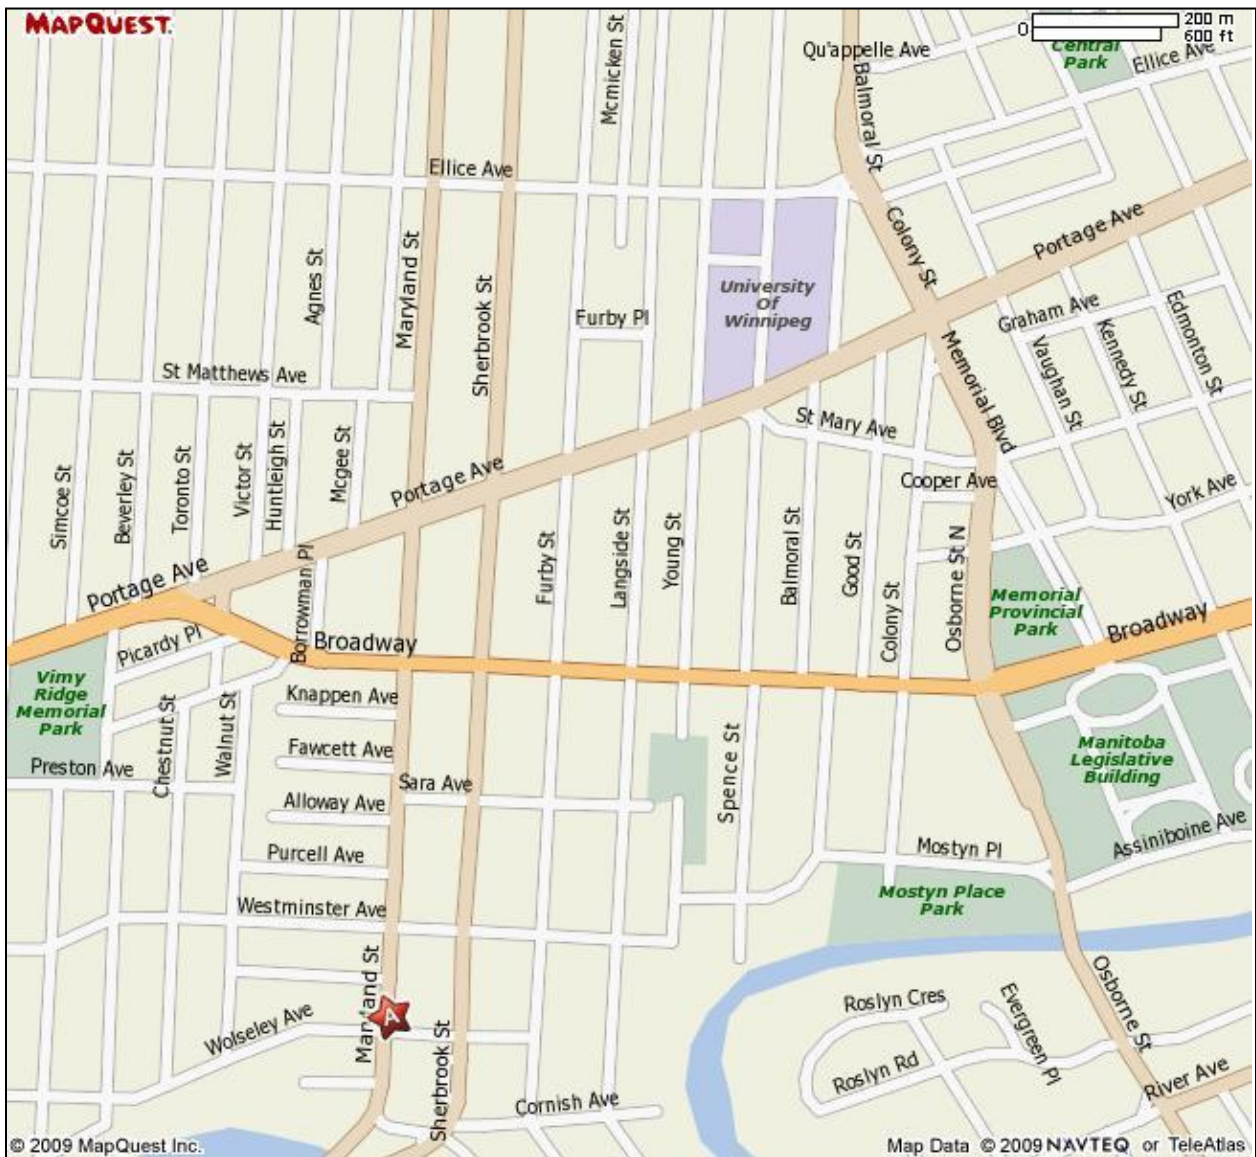 MAPQUEST.
0
200 m
600 ft
Qu'appelle Ave
Central
Park
Ellice Ave
Mcmicken St
Balmoral St
Ellice Ave
Colony St
Portage Ave
Agnes St
Maryland St
Sherbrook St
University
Of
Winnipeg
Furby Pl
Graham Ave
Edmonton St
Kennedy St
Vaughan St
Memorial Blvd
St Matthews Ave
St Mary Ave
Portage Ave
Cooper Ave
York Ave
Simcoe St
Beverley St
Toronto St
Victor St
Huntleigh St
Mcgee St
Furby St
Langside St
Young St
Balmoral St
Good St
Colony St
Osborne St N
Portage Ave
Borrowman Pl
Memorial
Provincial
Park
Broadway
Picardy Pl
Broadway
Vimy
Ridge
Memorial
Park
Knappen Ave
Chestnut St
Walnut St
Fawcett Ave
Spence St
Manitoba
Legislative
Building
Preston Ave
Sara Ave
Alloway Ave
Assiniboine Ave
Purcell Ave
Mostyn Pl
Mostyn Place
Park
Westminster Ave
Maryland St
A
Wolseley Ave
Sherbrook St
Roslyn Cres
Evergreen Pl
Osborne St
Roslyn Rd
River Ave
Cornish Ave
© 2009 MapQuest Inc.
Map Data © 2009 NAVTEQ or TeleAtlas